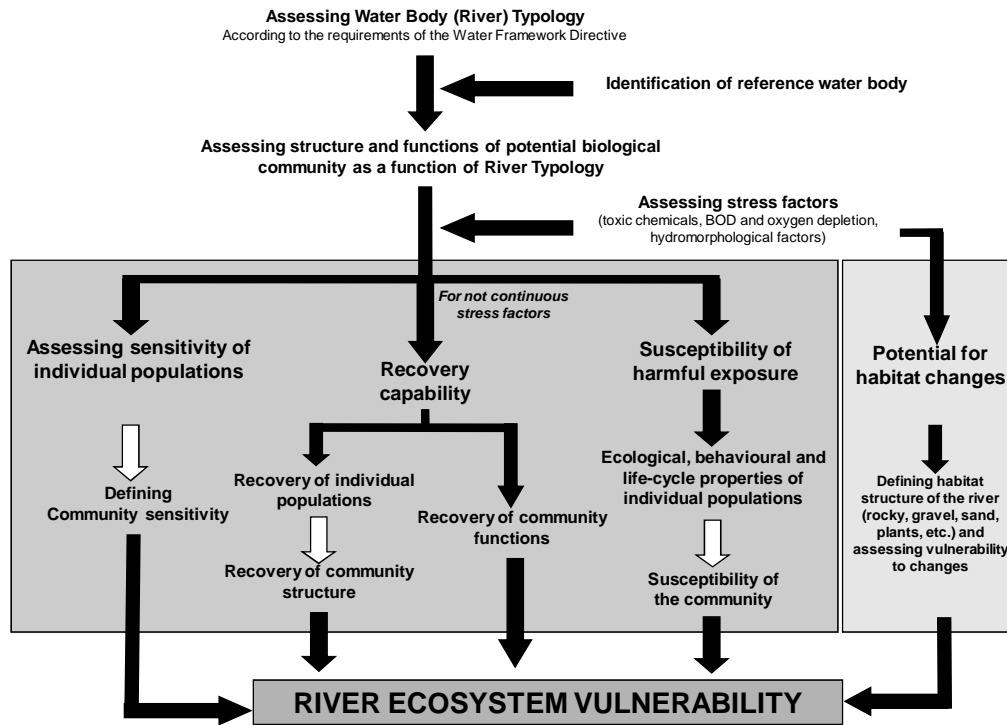 Assessing Water Body (River) Typology
According to the requirements of the Water Framework Directive
Identification of reference water body
Assessing structure and functions of potential biological
community as a function of River Typology
Assessing stress factors
(toxic chemicals, BOD and oxygen depletion,
hydromorphological factors)
For not continuous
stress factors
Assessing sensitivity of
individual populations
Defining
Community sensitivity
Recovery
capability
Recovery of individual
populations
Recovery of community
structure
Recovery of community
functions
Susceptibility of
harmful exposure
Ecological, behavioural and
life-cycle properties of
individual populations
Susceptibility of
the community
Potential for
habitat changes
Defining habitat
structure of the river
(rocky, gravel, sand,
plants, etc.) and
assessing vulnerability
to changes
RIVER ECOSYSTEM VULNERABILITY